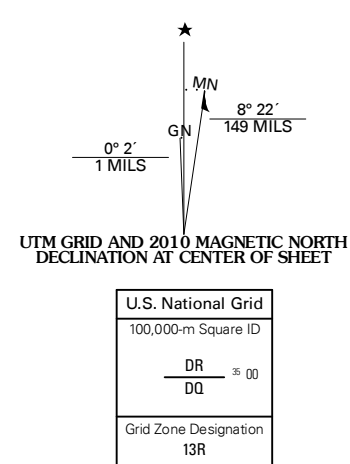 ★
MN
GN
8° 22´
149 MILS
0° 2´
1 MILS
UTM GRID AND 2010 MAGNETIC NORTH
DECLINATION AT CENTER OF SHEET
U.S. National Grid
100,000-m Square ID
DR
35 00
DQ
Grid Zone Designation
13R